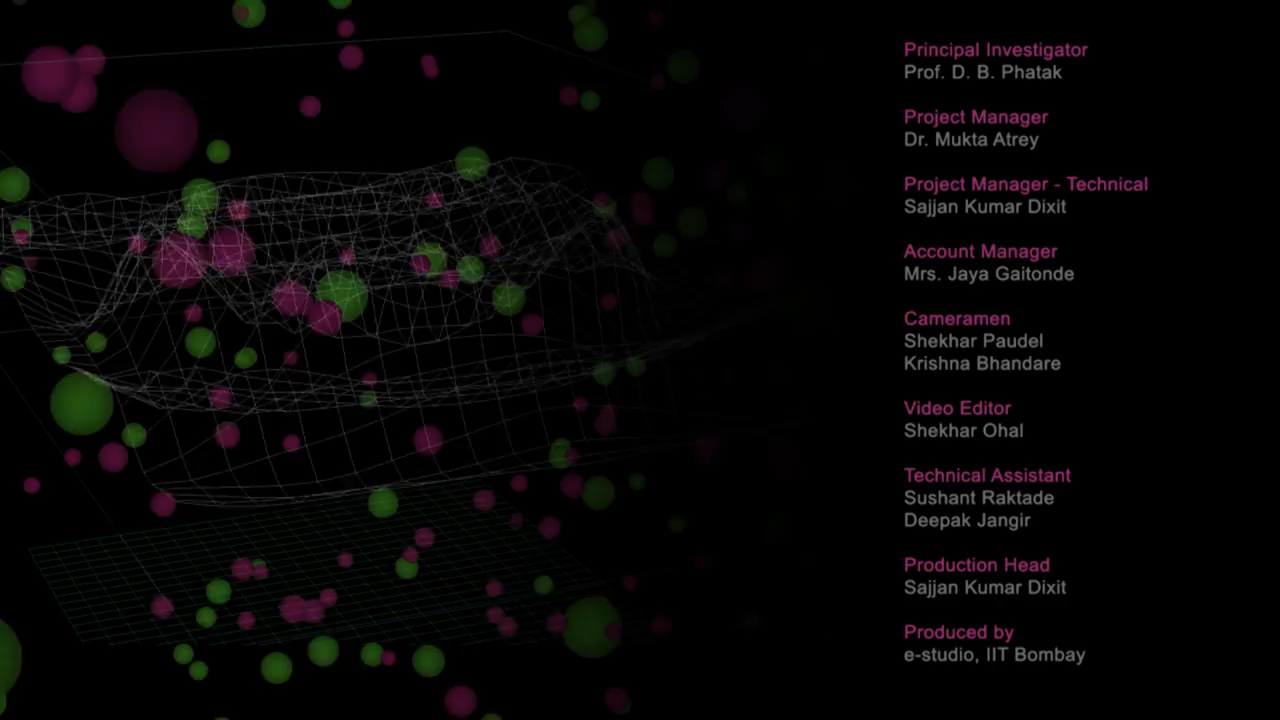 Principal Investigator
Prof. D. B. Phatak
Project Manager
Dr. Mukta Atrey
Project Manager - Technical
Sajjan Kumar Dixit
Account Manager
Mrs. Jaya Gaitonde
Cameramen
Shekhar Paudel
Krishna Bhandare
Video Editor
Shekhar Ohal
Technical Assistant
Sushant Raktade
Deepak Jangir
Production Head
Sajjan Kumar Dixit
Produced by
e-studio, IIT Bombay